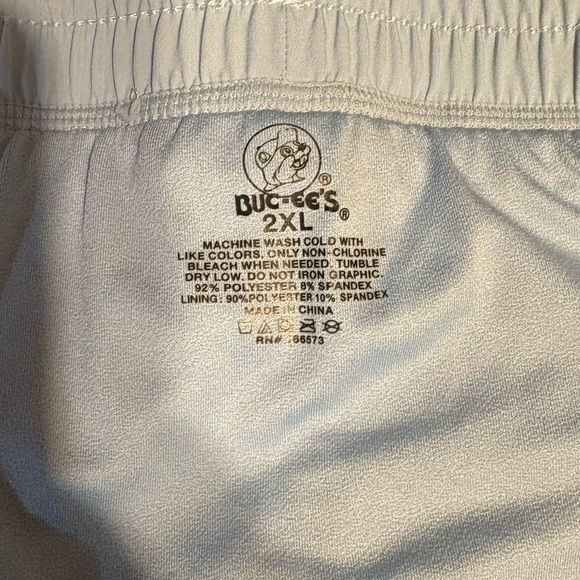 BUC-EE'S®
2XL
MACHINE WASH COLD WITH
LIKE COLORS. ONLY NON-CHLORINE
BLEACH WHEN NEEDED. TUMBLE
DRY LOW. DO NOT IRON GRAPHIC.
92% POLYESTER 8% SPANDEX
LINING: 90%POLYESTER 10% SPANDEX
MADE IN CHINA
RN#